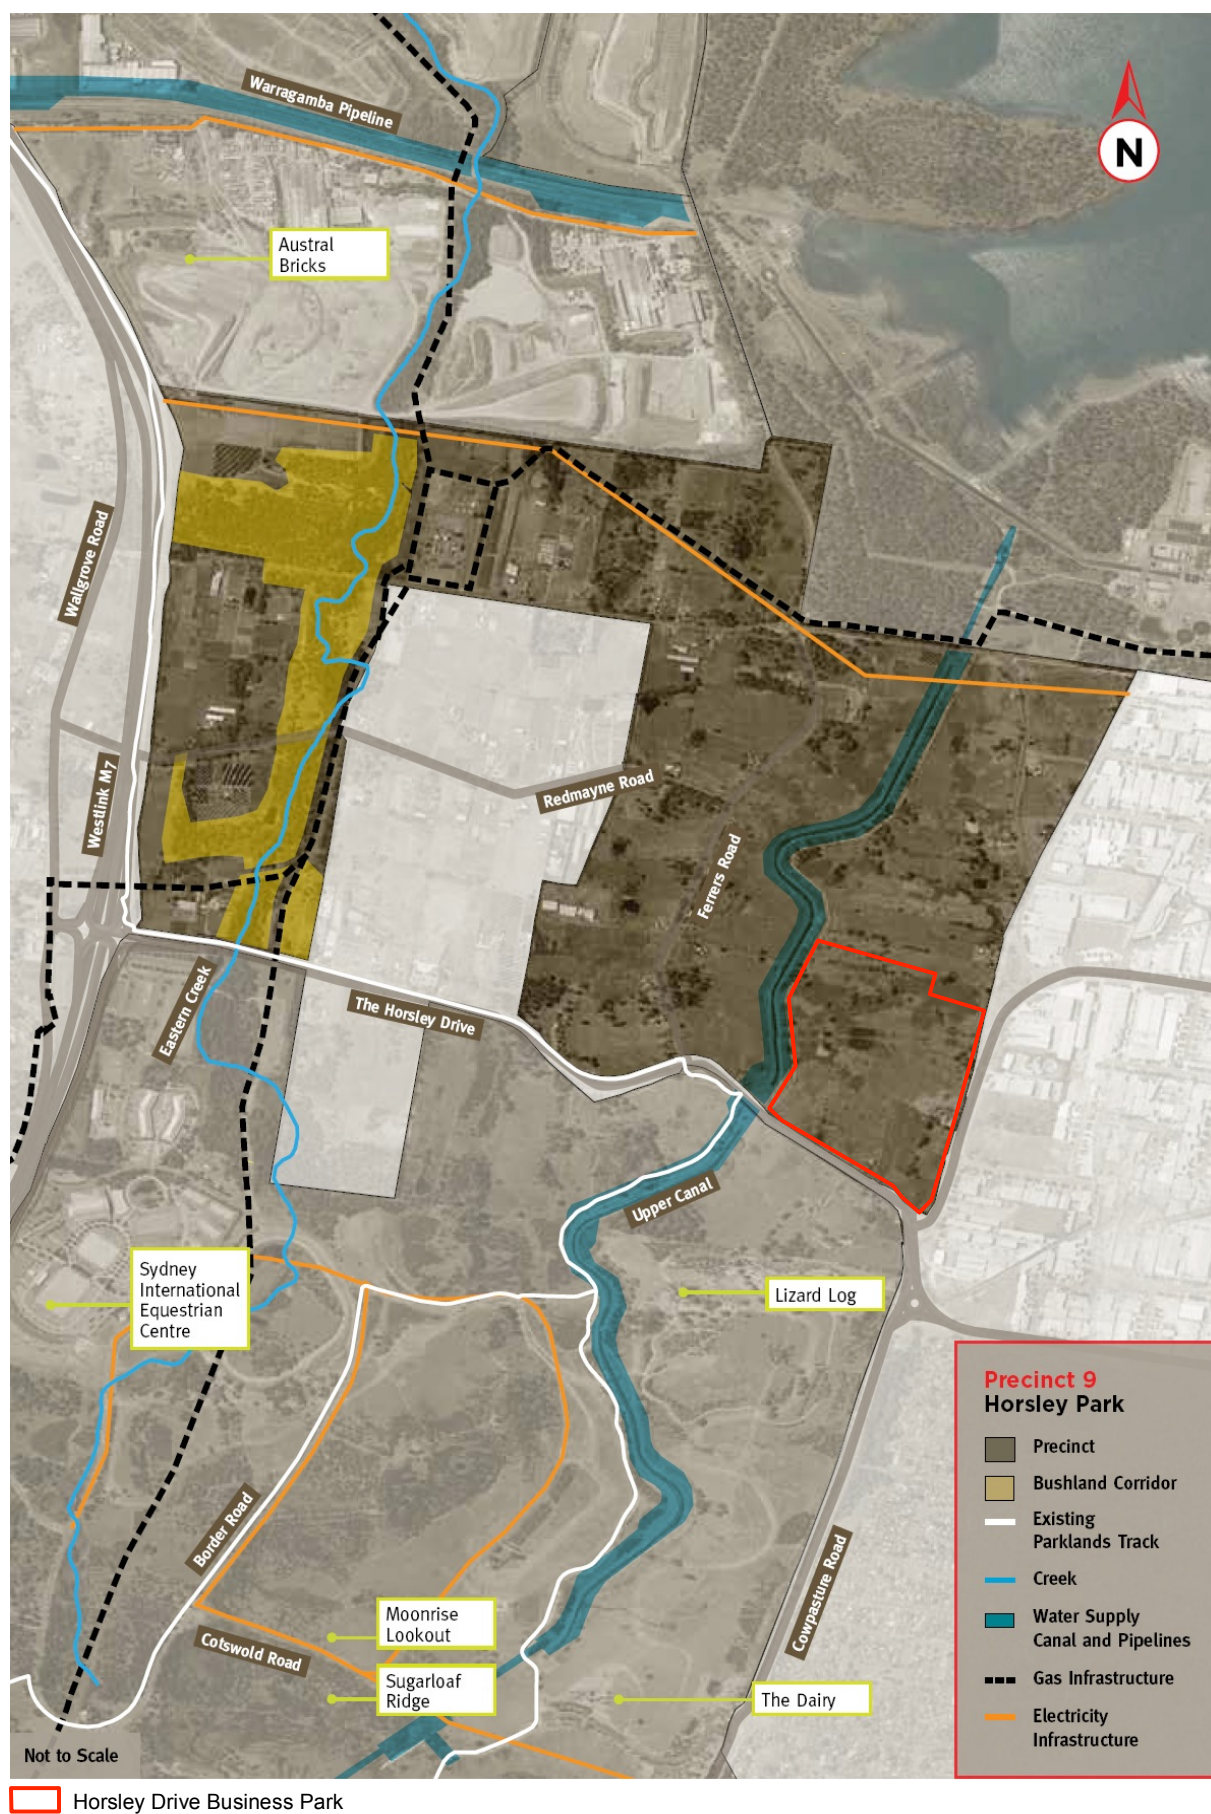 Warragamba Pipeline
N
Austral
Bricks
Wallgrove Road
Westlink M7
Redmayne Road
Ferrers Road
Eastern Creek
The Horsley Drive
Upper Canal
Sydney
International
Equestrian
Centre
Lizard Log
Border Road
Cowpasture Road
Moonrise
Lookout
Cotswold Road
Sugarloaf
Ridge
The Dairy
Precinct 9
Horsley Park
Precinct
Bushland Corridor
Existing
Parklands Track
Creek
Water Supply
Canal and Pipelines
Gas Infrastructure
Electricity
Infrastructure
Not to Scale
Horsley Drive Business Park